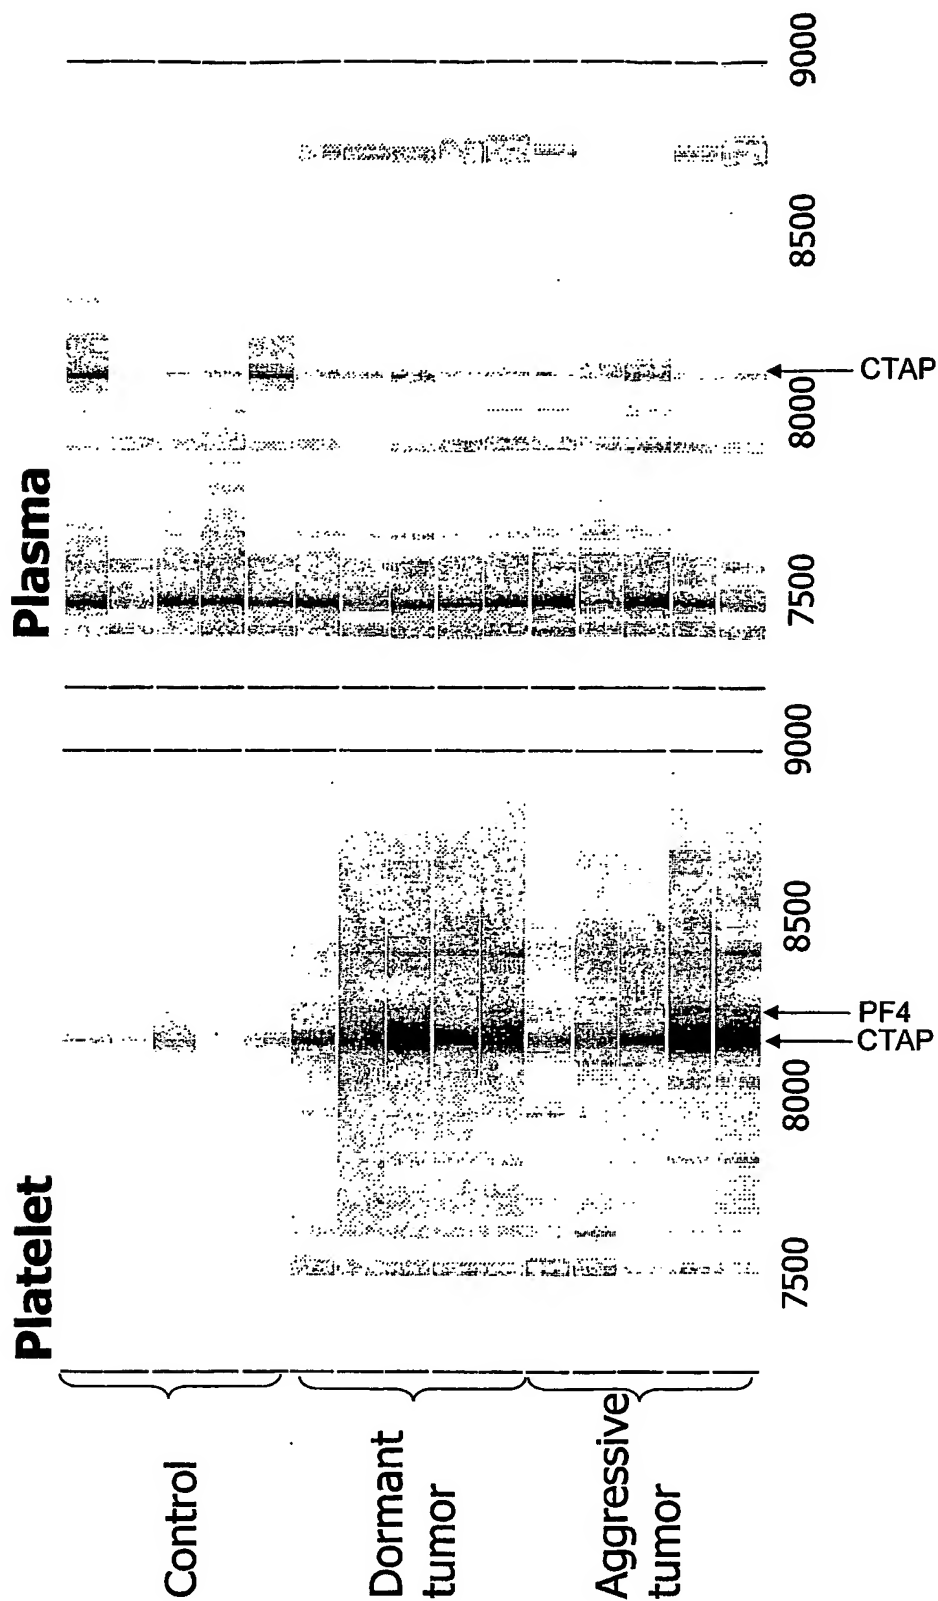 Platelet
Plasma
Control
Dormant
tumor
Aggressive
tumor
7500
8000
8500
9000
7500
8000
8500
9000
CTAP
PF4
CTAP